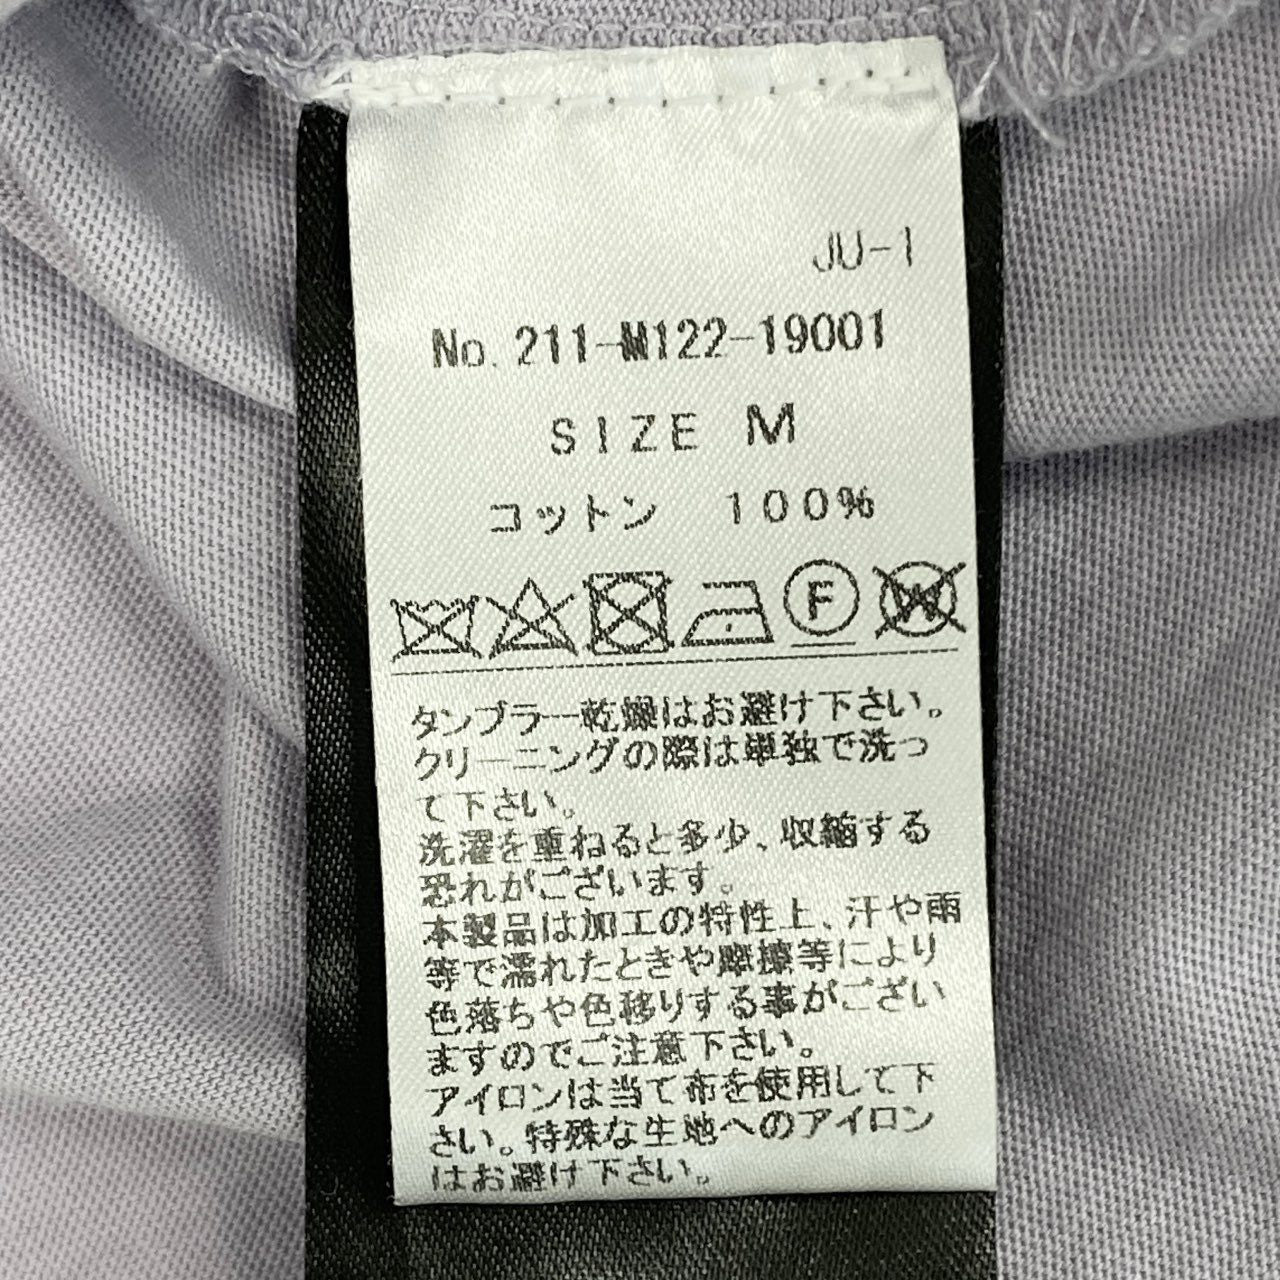 JU-1
No. 211-M122-19001
SIZE M
コットン 100%
F W
タンブラー乾燥はお避け下さい。
クリーニングの際は単独で洗っ
て下さい。
洗濯を重ねると多少、収縮する
恐れがございます。
本製品は加工の特性上、汗や雨
等で濡れたときや摩擦等により
色落ちや色移りする事がござい
ますのでご注意下さい。
アイロンは当て布を使用して下
さい。特殊な生地へのアイロン
はお避け下さい。